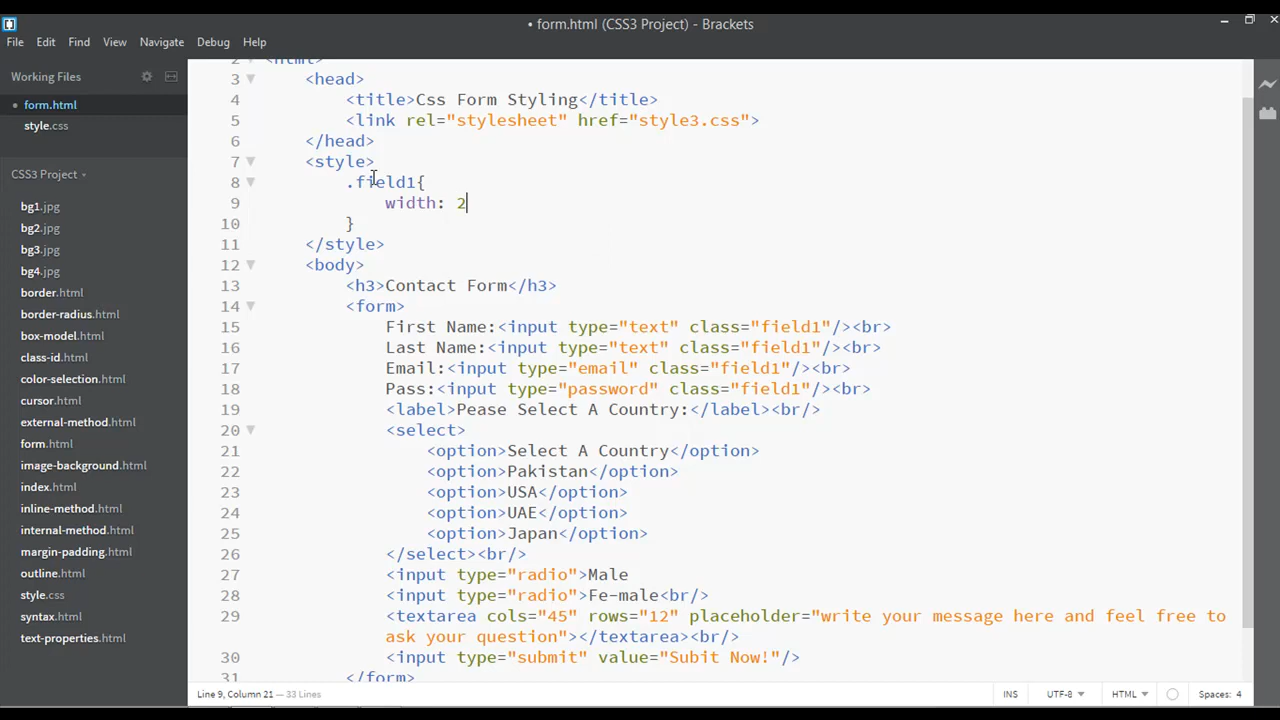 • form.html (CSS3 Project) - Brackets
File Edit Find View Navigate Debug Help
Working Files
• form.html
style.css
CSS3 Project
bg1.jpg
bg2.jpg
bg3.jpg
bg4.jpg
border.html
border-radius.html
box-model.html
class-id.html
color-selection.html
cursor.html
external-method.html
form.html
image-background.html
index.html
inline-method.html
internal-method.html
margin-padding.html
outline.html
style.css
syntax.html
text-properties.html
2 <html>
3 <head>
4 <title>Css Form Styling</title>
5 <link rel="stylesheet" href="style3.css">
6 </head>
7 <style>
8 .field1{
9 width: 2
10 }
11 </style>
12 <body>
13 <h3>Contact Form</h3>
14 <form>
15 First Name:<input type="text" class="field1"/><br>
16 Last Name:<input type="text" class="field1"/><br>
17 Email:<input type="email" class="field1"/><br>
18 Pass:<input type="password" class="field1"/><br>
19 <label>Pease Select A Country:</label><br/>
20 <select>
21 <option>Select A Country</option>
22 <option>Pakistan</option>
23 <option>USA</option>
24 <option>UAE</option>
25 <option>Japan</option>
26 </select><br/>
27 <input type="radio">Male
28 <input type="radio">Fe-male<br/>
29 <textarea cols="45" rows="12" placeholder="write your message here and feel free to
ask your question"></textarea><br/>
30 <input type="submit" value="Subit Now!"/>
31 </form>
Line 9, Column 21 — 33 Lines
INS UTF-8 HTML Spaces: 4